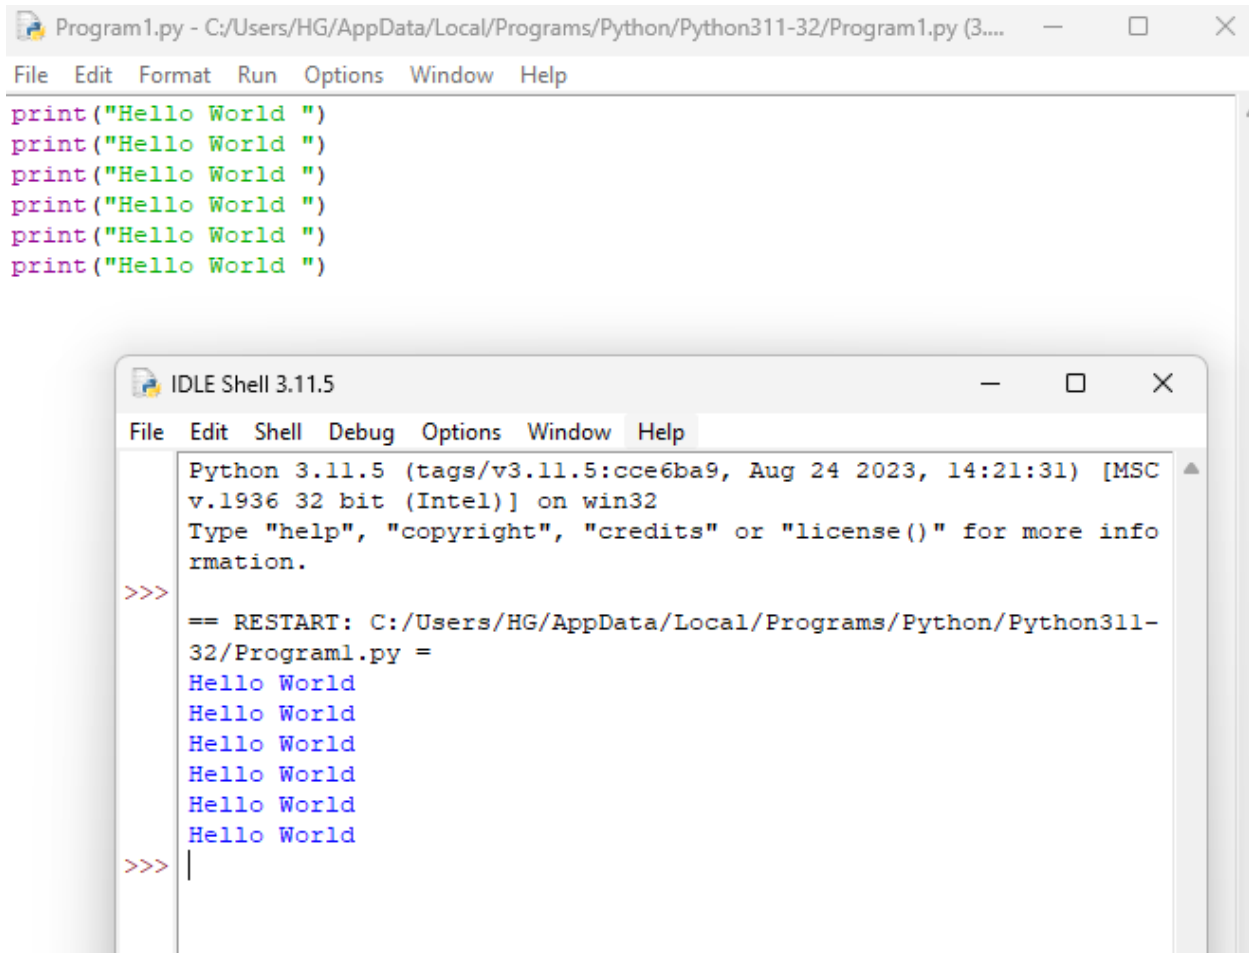 Program1.py - C:/Users/HG/AppData/Local/Programs/Python/Python311-32/Program1.py (3....
File Edit Format Run Options Window Help
print("Hello World ")
print("Hello World ")
print("Hello World ")
print("Hello World ")
print("Hello World ")
print("Hello World ")
IDLE Shell 3.11.5
File Edit Shell Debug Options Window Help
Python 3.11.5 (tags/v3.11.5:cce6ba9, Aug 24 2023, 14:21:31) [MSC
v.1936 32 bit (Intel)] on win32
Type "help", "copyright", "credits" or "license()" for more info
rmation.
>>>
== RESTART: C:/Users/HG/AppData/Local/Programs/Python/Python311-
32/Program1.py =
Hello World
Hello World
Hello World
Hello World
Hello World
Hello World
>>>